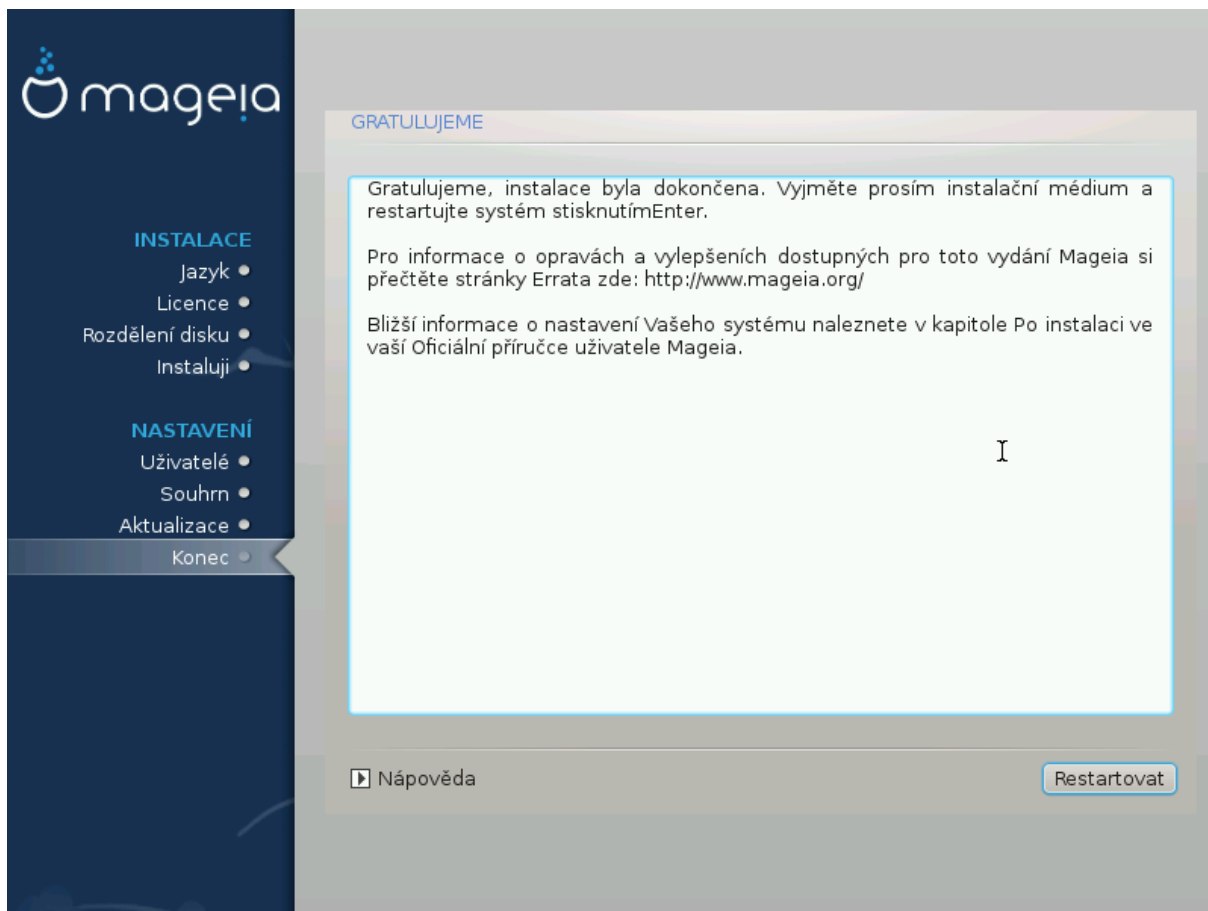 mageia
INSTALACE
Jazyk
Licence
Rozdělení disku
Instaluji
NASTAVENÍ
Uživatelé
Souhrn
Aktualizace
Konec
GRATULUJEME
Gratulujeme, instalace byla dokončena. Vyjměte prosím instalační médium a
restartujte systém stisknutímEnter.
Pro informace o opravách a vylepšeních dostupných pro toto vydání Mageia si
přečtěte stránky Errata zde: http://www.mageia.org/
Bližší informace o nastavení Vašeho systému naleznete v kapitole Po instalaci ve
vaší Oficiální příručce uživatele Mageia.
Nápověda
Restartovat